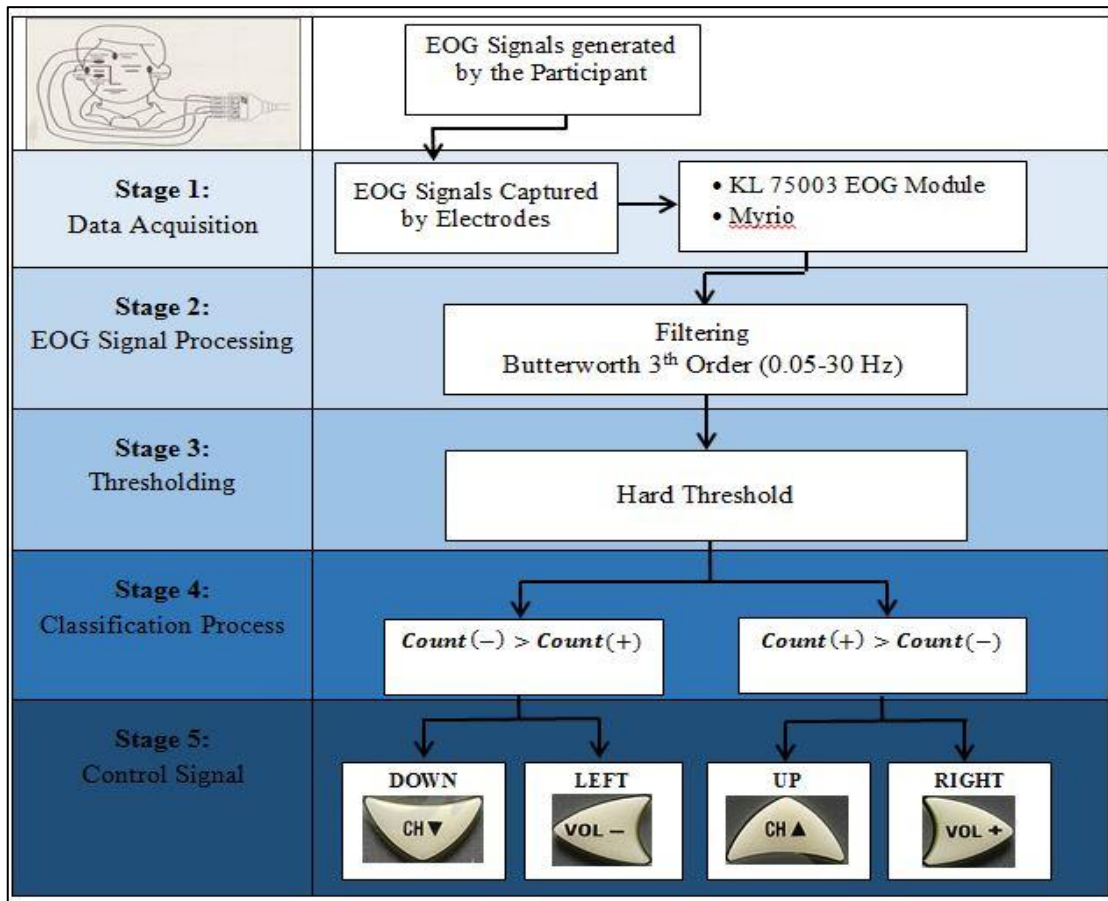 EOG Signals generated
by the Participant
Stage 1:
Data Acquisition
EOG Signals Captured
by Electrodes
• KL 75003 EOG Module
• Myrio
Stage 2:
EOG Signal Processing
Filtering
Butterworth 3th Order (0.05-30 Hz)
Stage 3:
Thresholding
Hard Threshold
Stage 4:
Classification Process
Count(−) > Count(+)
Count(+) > Count(−)
Stage 5:
Control Signal
DOWN
CH ▼
LEFT
VOL −
UP
CH ▲
RIGHT
VOL +